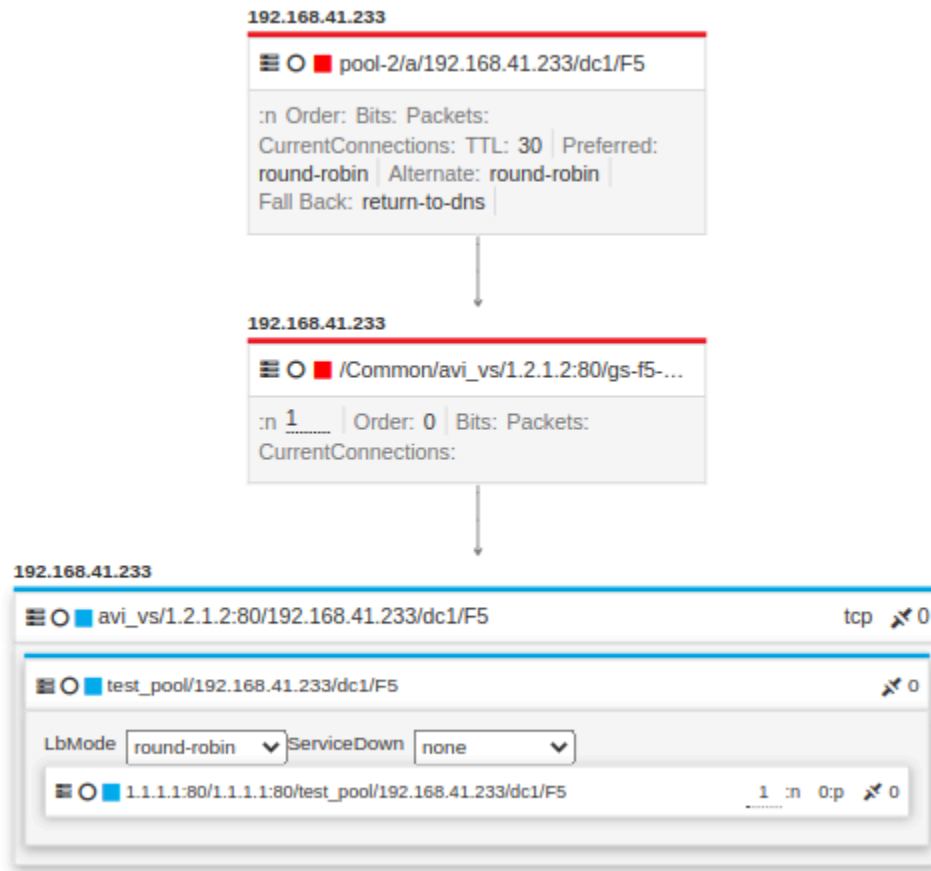 192.168.41.233
pool-2/a/192.168.41.233/dc1/F5
:n Order: Bits: Packets:
CurrentConnections: TTL: 30 Preferred:
round-robin Alternate: round-robin
Fall Back: return-to-dns
192.168.41.233
/Common/avi_vs/1.2.1.2:80/gs-f5-...
:n 1 Order: 0 Bits: Packets:
CurrentConnections:
192.168.41.233
avi_vs/1.2.1.2:80/192.168.41.233/dc1/F5 tcp 0
test_pool/192.168.41.233/dc1/F5 0
LbMode round-robin ServiceDown none
1.1.1.1:80/1.1.1.1:80/test_pool/192.168.41.233/dc1/F5 1 :n 0:p 0